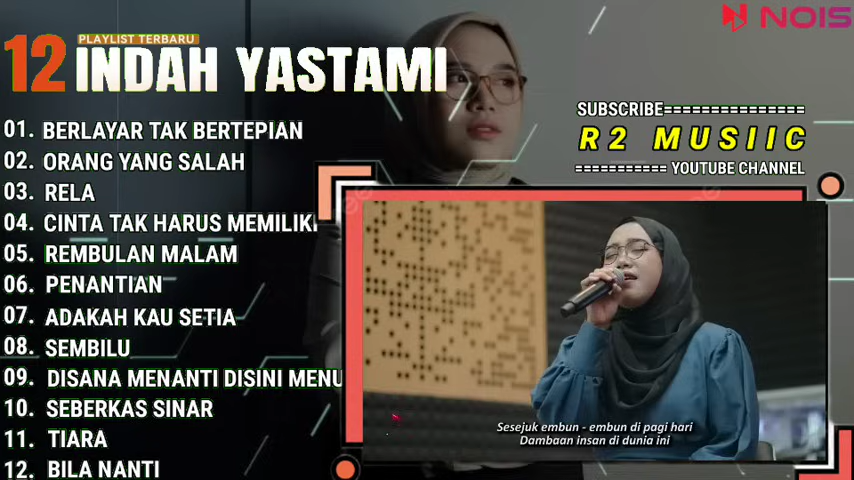 PLAYLIST TERBARU
12 INDAH YASTAMI
01. BERLAYAR TAK BERTEPIAN
02. ORANG YANG SALAH
03. RELA
04. CINTA TAK HARUS MEMILIKI
05. REMBULAN MALAM
06. PENANTIAN
07. ADAKAH KAU SETIA
08. SEMBILU
09. DISANA MENANTI DISINI MENU
10. SEBERKAS SINAR
11. TIARA
12. BILA NANTI
NOIS
SUBSCRIBE===============
R2 MUSIIC
=========== YOUTUBE CHANNEL
Sesejuk embun - embun di pagi hari
Dambaan insan di dunia ini